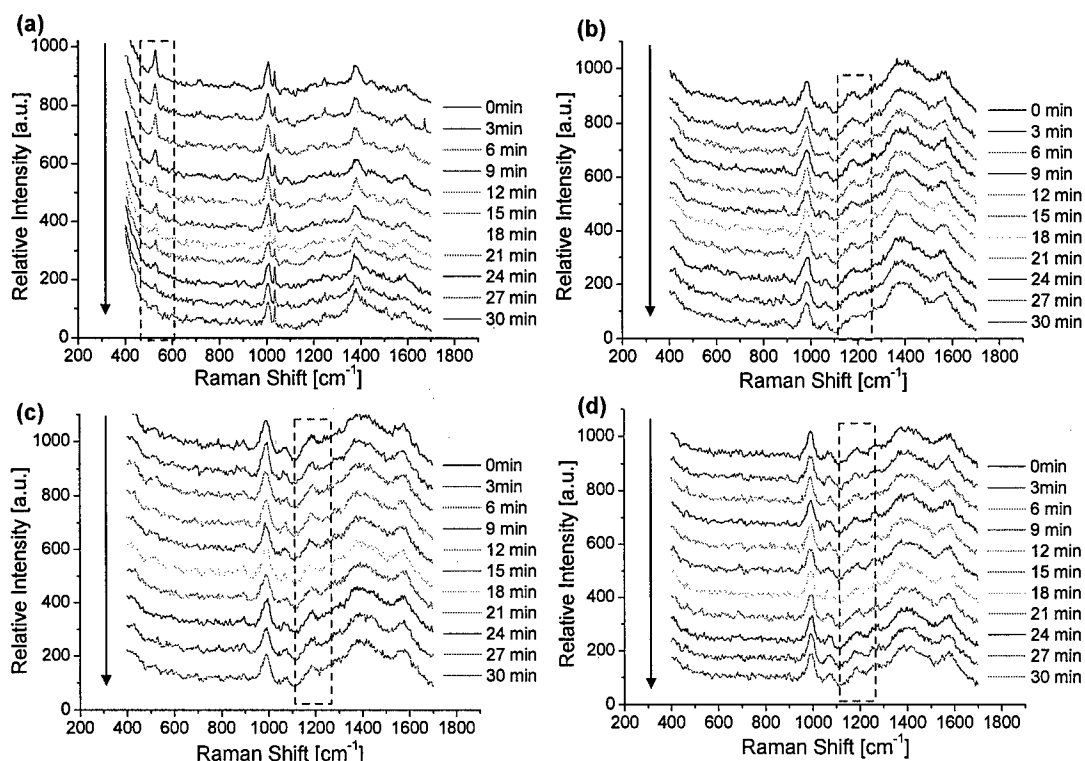 (a)
1000
800
600
400
200
0
Relative Intensity [a.u.]
200 400 600 800 1000 1200 1400 1600 1800
Raman Shift [cm-1]
0min
3min
6 min
9 min
12 min
15 min
18 min
21 min
24 min
27 min
30 min
(b)
1000
800
600
400
200
0
Relative Intensity [a.u.]
200 400 600 800 1000 1200 1400 1600 1800
Raman Shift [cm-1]
0 min
3 min
6 min
9 min
12 min
15 min
18 min
21 min
24 min
27 min
30 min
(c)
1000
800
600
400
200
0
Relative Intensity [a.u.]
200 400 600 800 1000 1200 1400 1600 1800
Raman Shift [cm-1]
0min
3min
6 min
9 min
12 min
15 min
18 min
21 min
24 min
27 min
30 min
(d)
1000
800
600
400
200
0
Relative Intensity [a.u.]
200 400 600 800 1000 1200 1400 1600 1800
Raman Shift [cm-1]
0min
3min
6 min
9 min
12 min
15 min
18 min
21 min
24 min
27 min
30 min